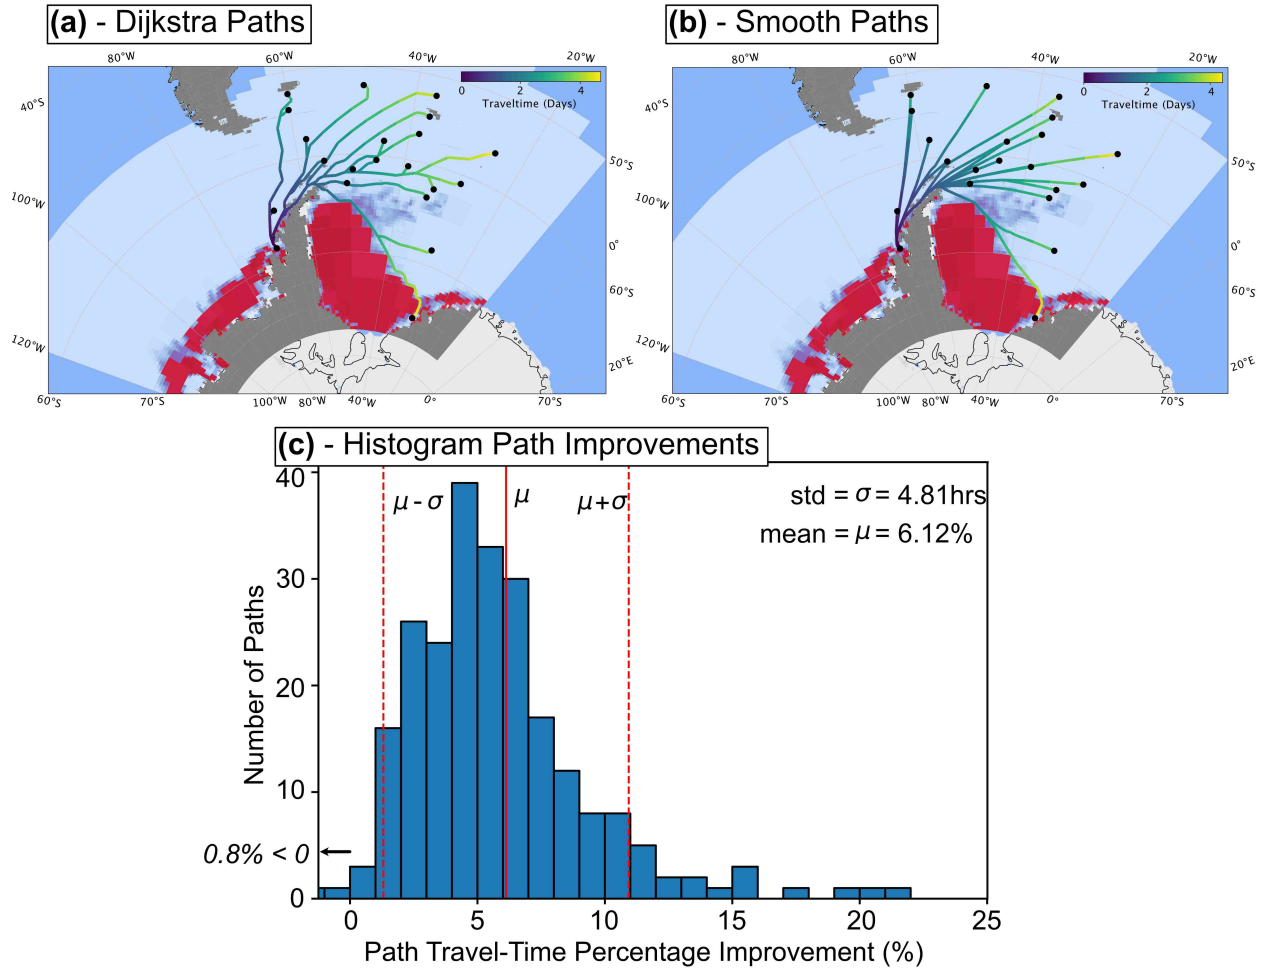 (a) - Dijkstra Paths
80°W 60°W 40°W 20°W
0 2 4
Traveltime (Days)
40°S
50°S
100°W
0°
60°S
120°W
20°E
60°S 70°S 100°W 80°W 40°W 0° 70°S
(b) - Smooth Paths
80°W 60°W 40°W 20°W
0 2 4
Traveltime (Days)
40°S
50°S
100°W
0°
60°S
120°W
20°E
60°S 70°S 100°W 80°W 40°W 0° 70°S
(c) - Histogram Path Improvements
μ - σ
μ
μ+σ
std = σ = 4.81hrs
mean = μ = 6.12%
Number of Paths
40
30
20
10
0
0.8% < 0
0 5 10 15 20 25
Path Travel-Time Percentage Improvement (%)